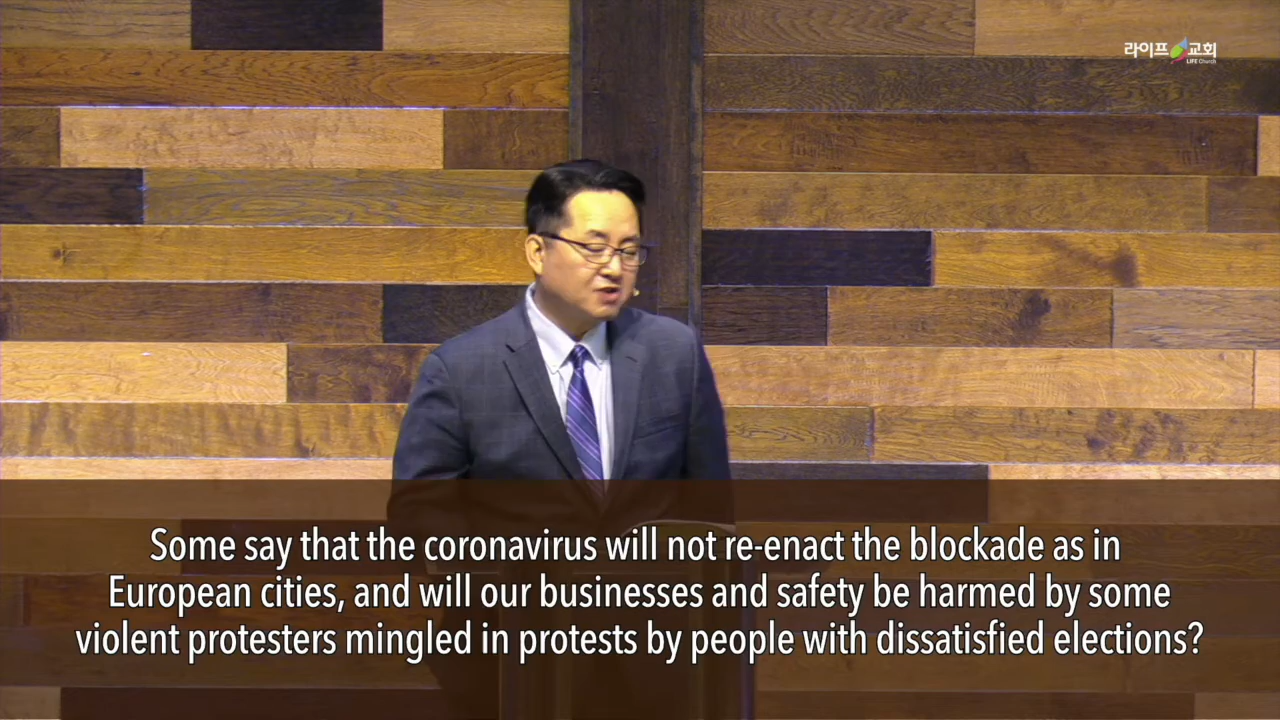 라이프 교회
LIFE Church
Some say that the coronavirus will not re-enact the blockade as in
European cities, and will our businesses and safety be harmed by some
violent protesters mingled in protests by people with dissatisfied elections?